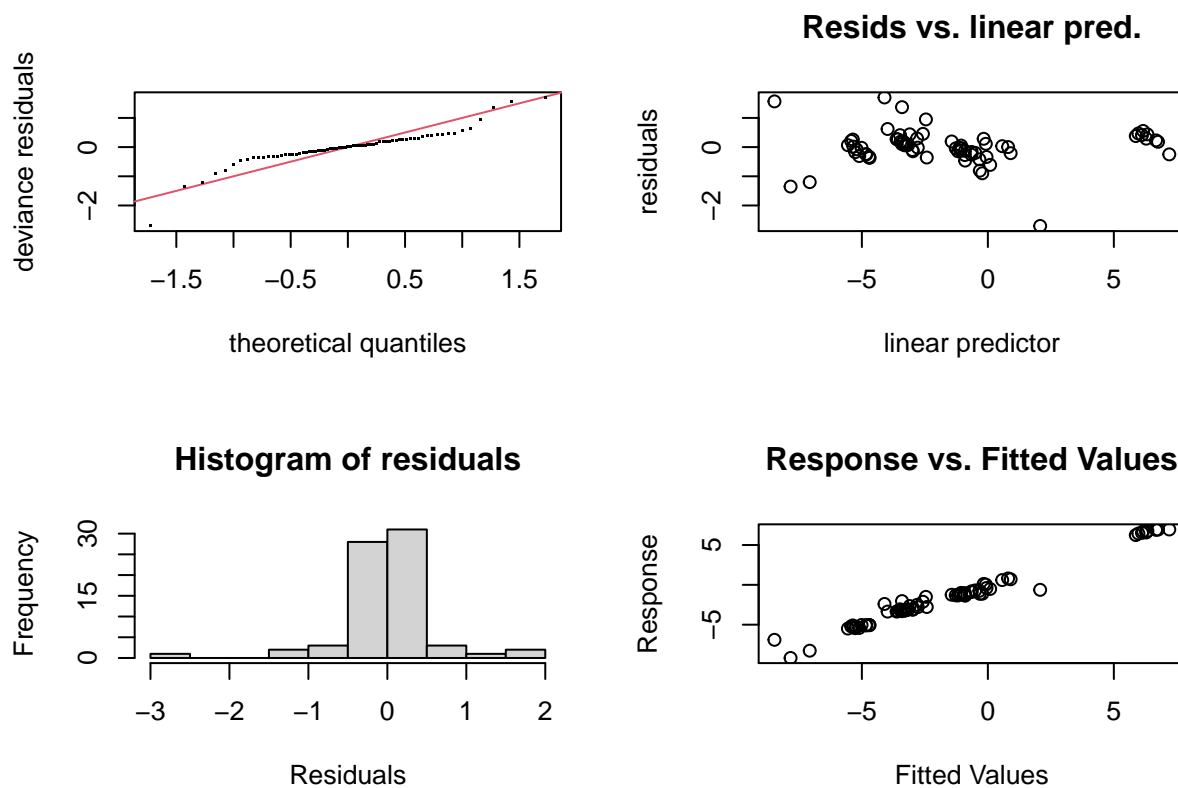 deviance residuals
0
−2
−1.5
−0.5
0.5
1.5
theoretical quantiles
Resids vs. linear pred.
residuals
0
−2
−5
0
5
linear predictor
Histogram of residuals
Frequency
30
15
0
−3
−2
−1
0
1
2
Residuals
Response vs. Fitted Values
Response
5
−5
−5
0
5
Fitted Values